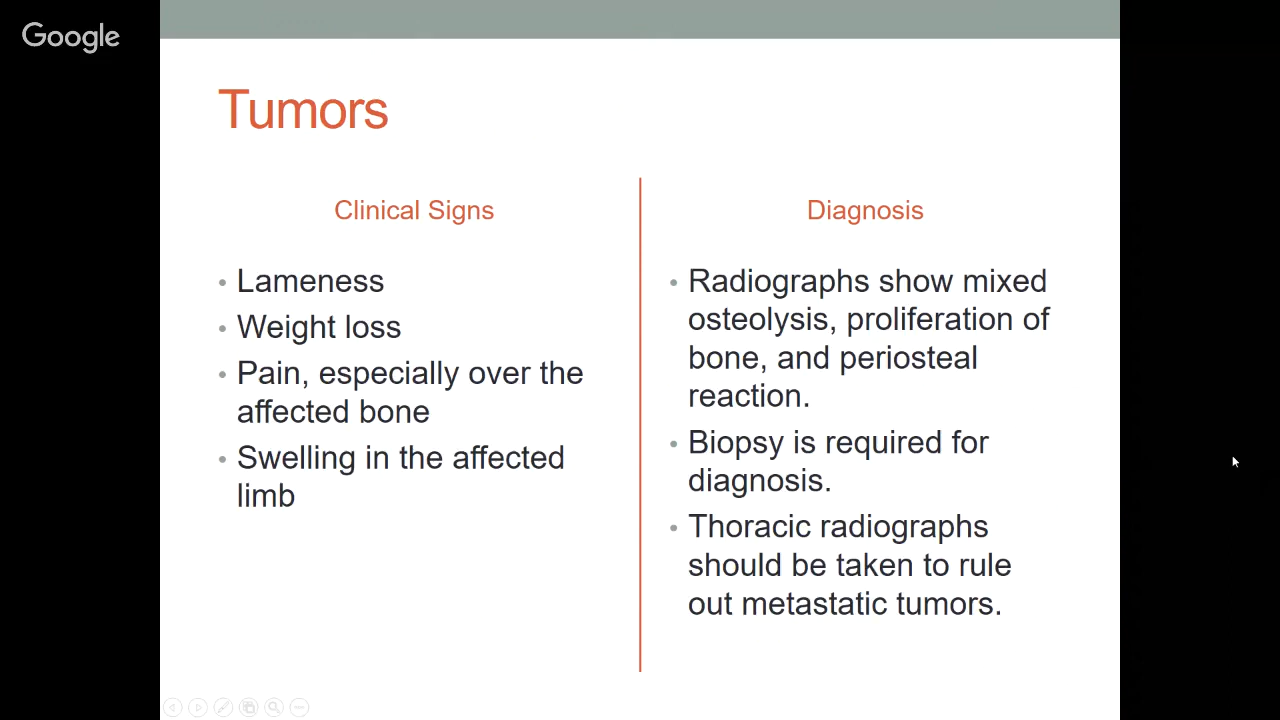 Google
Tumors
Clinical Signs
• Lameness
• Weight loss
• Pain, especially over the
affected bone
• Swelling in the affected
limb
Diagnosis
• Radiographs show mixed
osteolysis, proliferation of
bone, and periosteal
reaction.
• Biopsy is required for
diagnosis.
• Thoracic radiographs
should be taken to rule
out metastatic tumors.